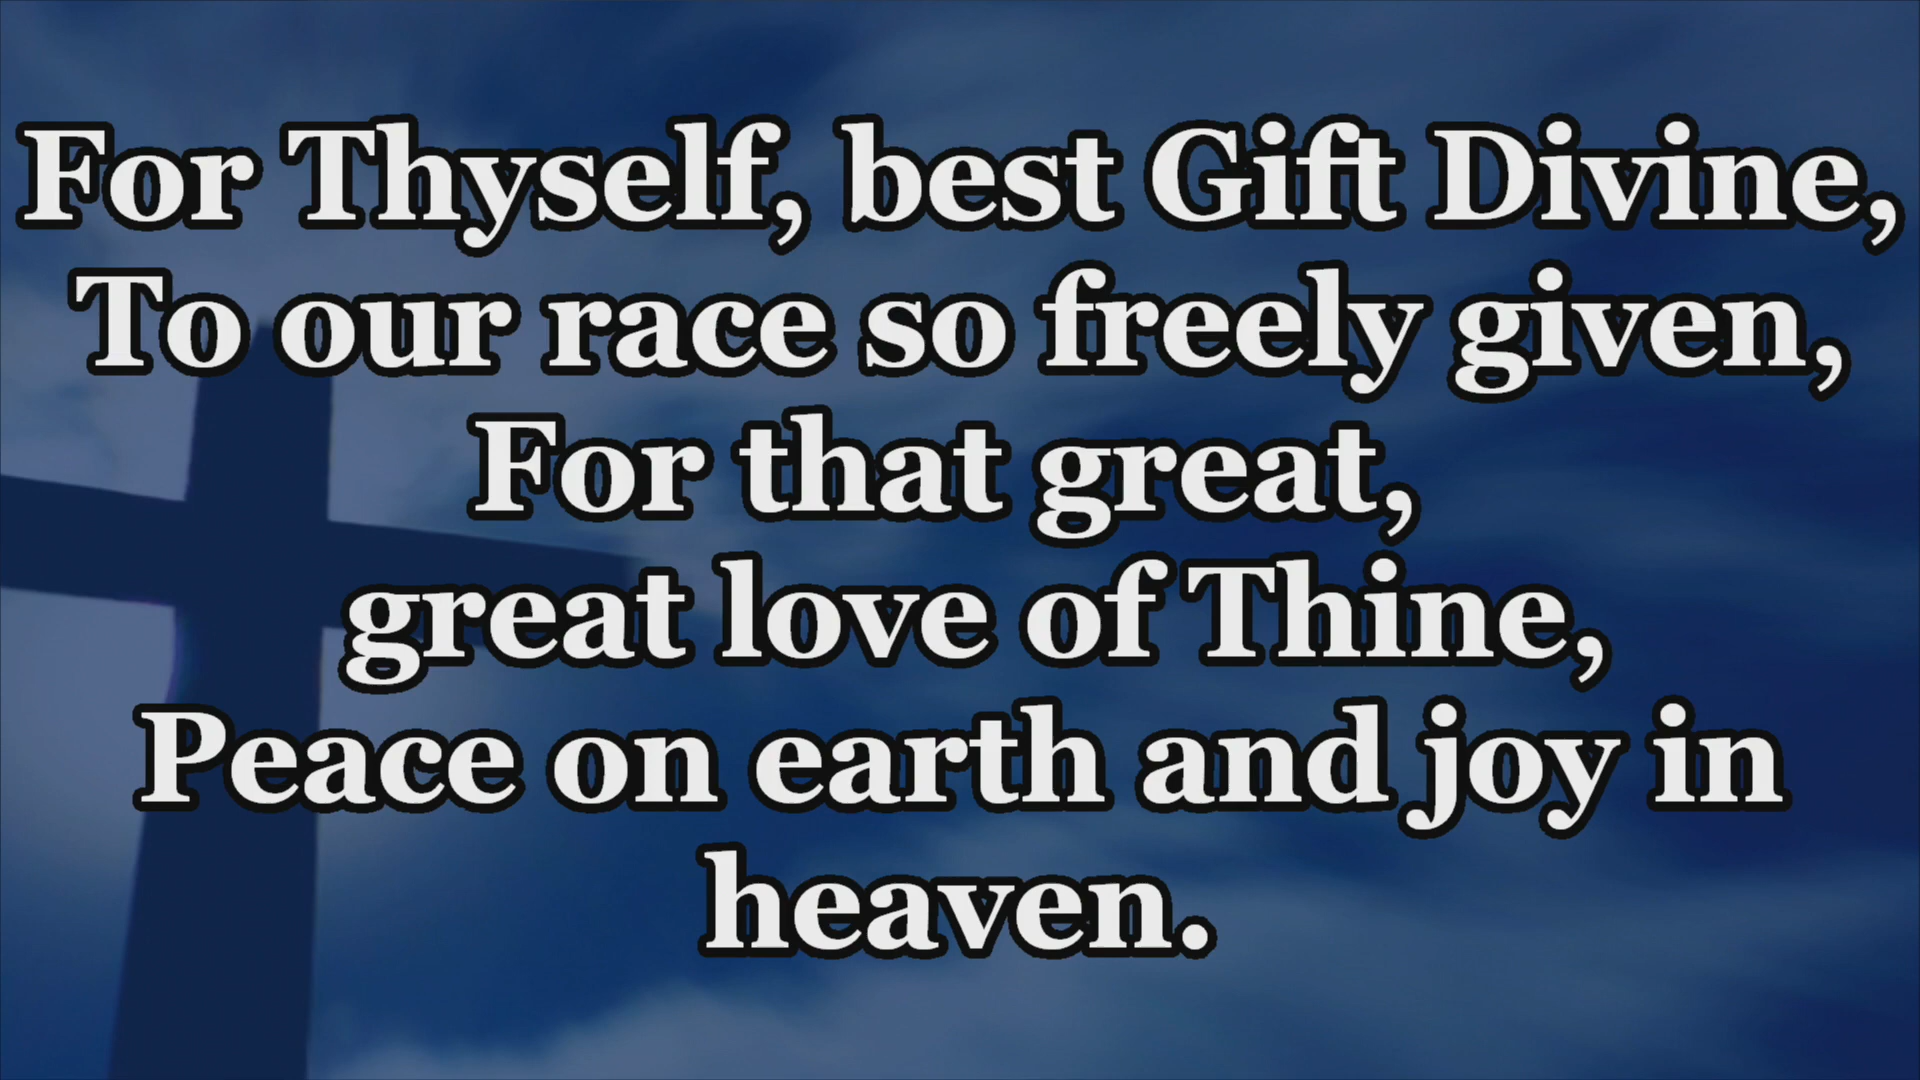 For Thyself, best Gift Divine,
To our race so freely given,
For that great,
great love of Thine,
Peace on earth and joy in
heaven.